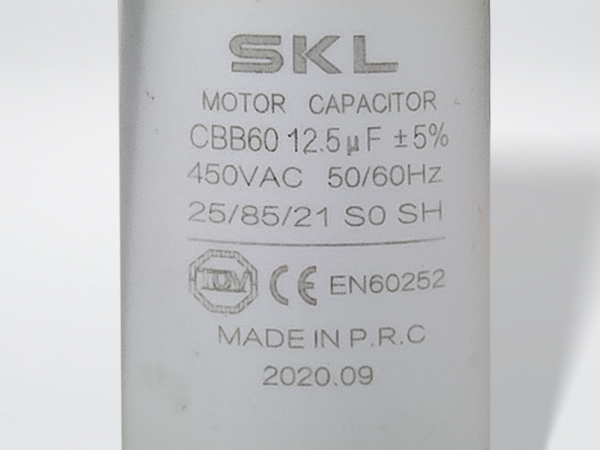 SKL
MOTOR CAPACITOR
CBB60 12.5μF ±5%
450VAC 50/60Hz
25/85/21 S0 SH
TÜV CE EN60252
MADE IN P.R.C
2020.09